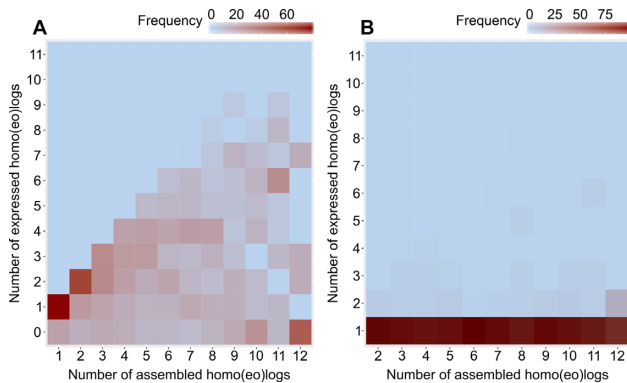 A
Frequency
0 20 40 60
Number of expressed homo(eo)logs
11
10
9
8
7
6
5
4
3
2
1
0
1 2 3 4 5 6 7 8 9 10 11 12
Number of assembled homo(eo)logs
B
Frequency
0 25 50 75
Number of expressed homo(eo)logs
11
10
9
8
7
6
5
4
3
2
1
2 3 4 5 6 7 8 9 10 11 12
Number of assembled homo(eo)logs